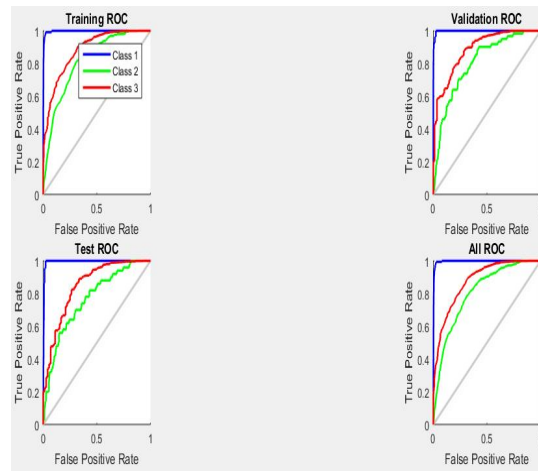 Training ROC
True Positive Rate
1
0.8
0.6
0.4
0.2
0
Class 1
Class 2
Class 3
0
0.5
1
False Positive Rate
Validation ROC
True Positive Rate
1
0.8
0.6
0.4
0.2
0
0
0.5
False Positive Rate
Test ROC
True Positive Rate
1
0.8
0.6
0.4
0.2
0
0
0.5
1
False Positive Rate
All ROC
True Positive Rate
1
0.8
0.6
0.4
0.2
0
0
0.5
False Positive Rate